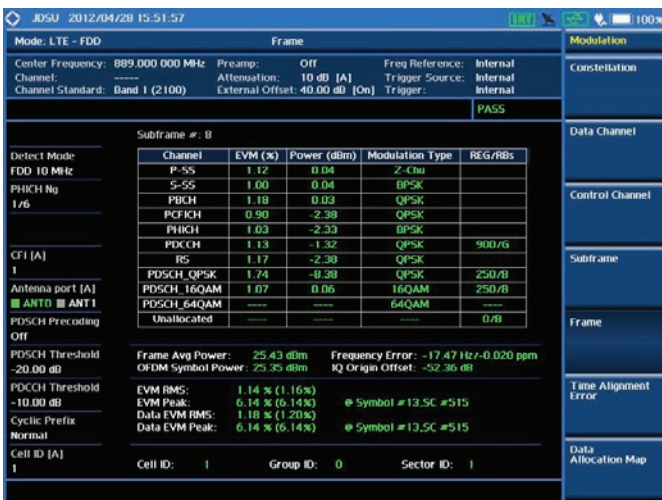 JDSU 2012/04/28 15:51:57
100%
Mode: LTE - FDD Frame Modulation
Center Frequency: 889.000 000 MHz Preamp: Off Freq Reference: Internal
Channel: ----- Attenuation: 10 dB [A] Trigger Source: Internal
Channel Standard: Band 1 (2100) External Offset: 40.00 dB [On] Trigger: Internal
PASS
Subframe #: 8
Channel EVM (%) Power (dBm) Modulation Type REG/RBs
P-SS 1.12 0.04 Z-Chu
S-SS 1.00 0.04 BPSK
PBCH 1.18 0.03 QPSK
PCFICH 0.90 -2.38 QPSK
PHICH 1.03 -2.33 BPSK
PDCCH 1.13 -1.32 QPSK 900/6
RS 1.17 -2.38 QPSK
PDSCH_QPSK 1.74 -8.38 QPSK 250/8
PDSCH_16QAM 1.07 0.06 16QAM 250/8
PDSCH_64QAM ---- ---- 64QAM ----
Unallocated ---- ---- ---- 0/8
Detect Mode
FDD 10 MHz
PHICH Ng
1/6
CFI [A]
1
Antenna port [A]
ANT0 ANT1
PDSCH Precoding
Off
PDSCH Threshold
-20.00 dB
PDCCH Threshold
-10.00 dB
Cyclic Prefix
Normal
Cell ID [A]
1
Frame Avg Power: 25.43 dBm Frequency Error: -17.47 Hz/-0.020 ppm
OFDM Symbol Power: 25.35 dBm IQ Origin Offset: -52.36 dB
EVM RMS: 1.14 % (1.16%)
EVM Peak: 6.14 % (6.14%) @ Symbol #13,SC #515
Data EVM RMS: 1.18 % (1.20%)
Data EVM Peak: 6.14 % (6.14%) @ Symbol #13,SC #515
Cell ID: 1 Group ID: 0 Sector ID: 1
Constellation
Data Channel
Control Channel
Subframe
Frame
Time Alignment
Error
Data
Allocation Map